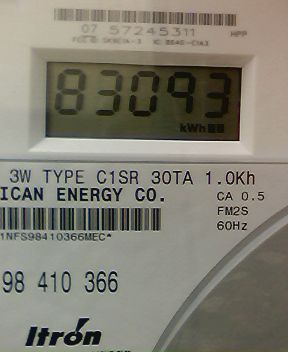 07 57245311 HPP
83093
kWh
3W TYPE C1SR 30TA 1.0Kh
ICAN ENERGY CO. CA 0.5
FM2S
1NFS98410366MEC* 60Hz
98 410 366
Itron